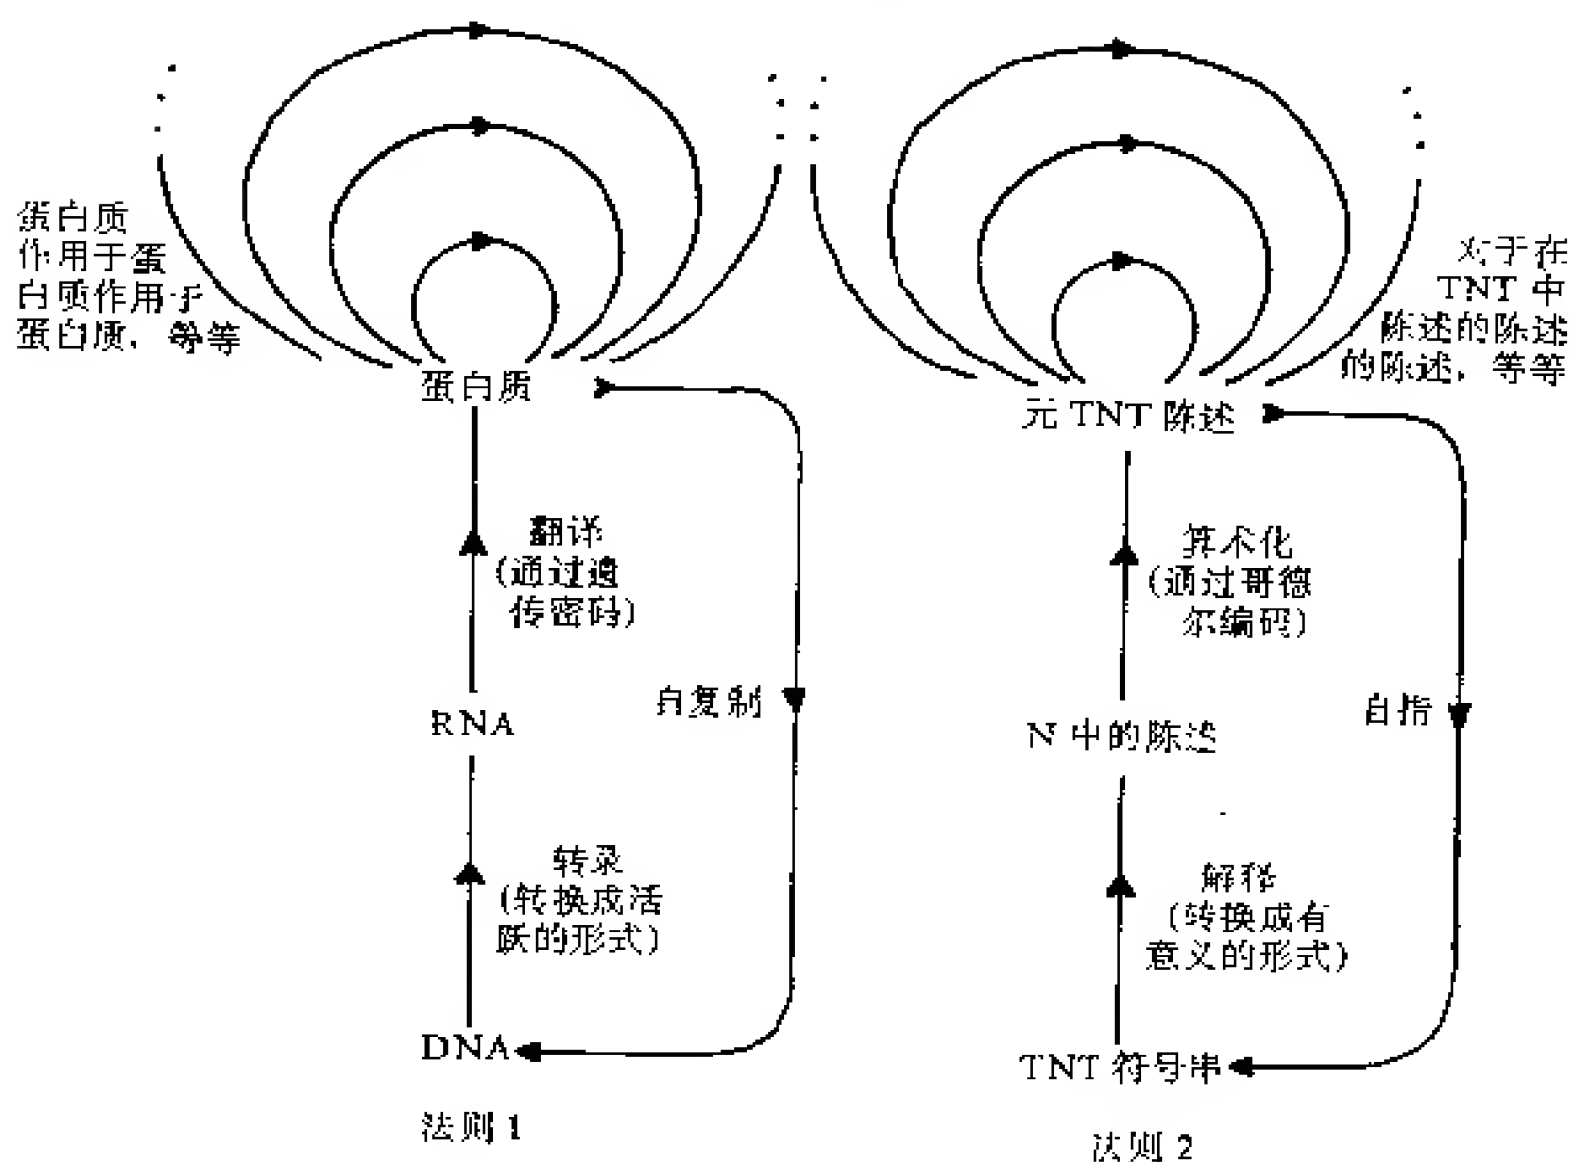 蛋白质
作用于蛋
白质作用于
蛋白质，等等
蛋白质
翻译
(通过遗
传密码)
RNA
自复制
转录
(转换成活
跃的形式)
DNA
法则 1
对于在
TNT 中
陈述的陈述
的陈述，等等
元 TNT 陈述
算术化
(通过哥德
尔编码)
N 中的陈述
自指
解释
(转换成有
意义的形式)
TNT 符号串
法则 2